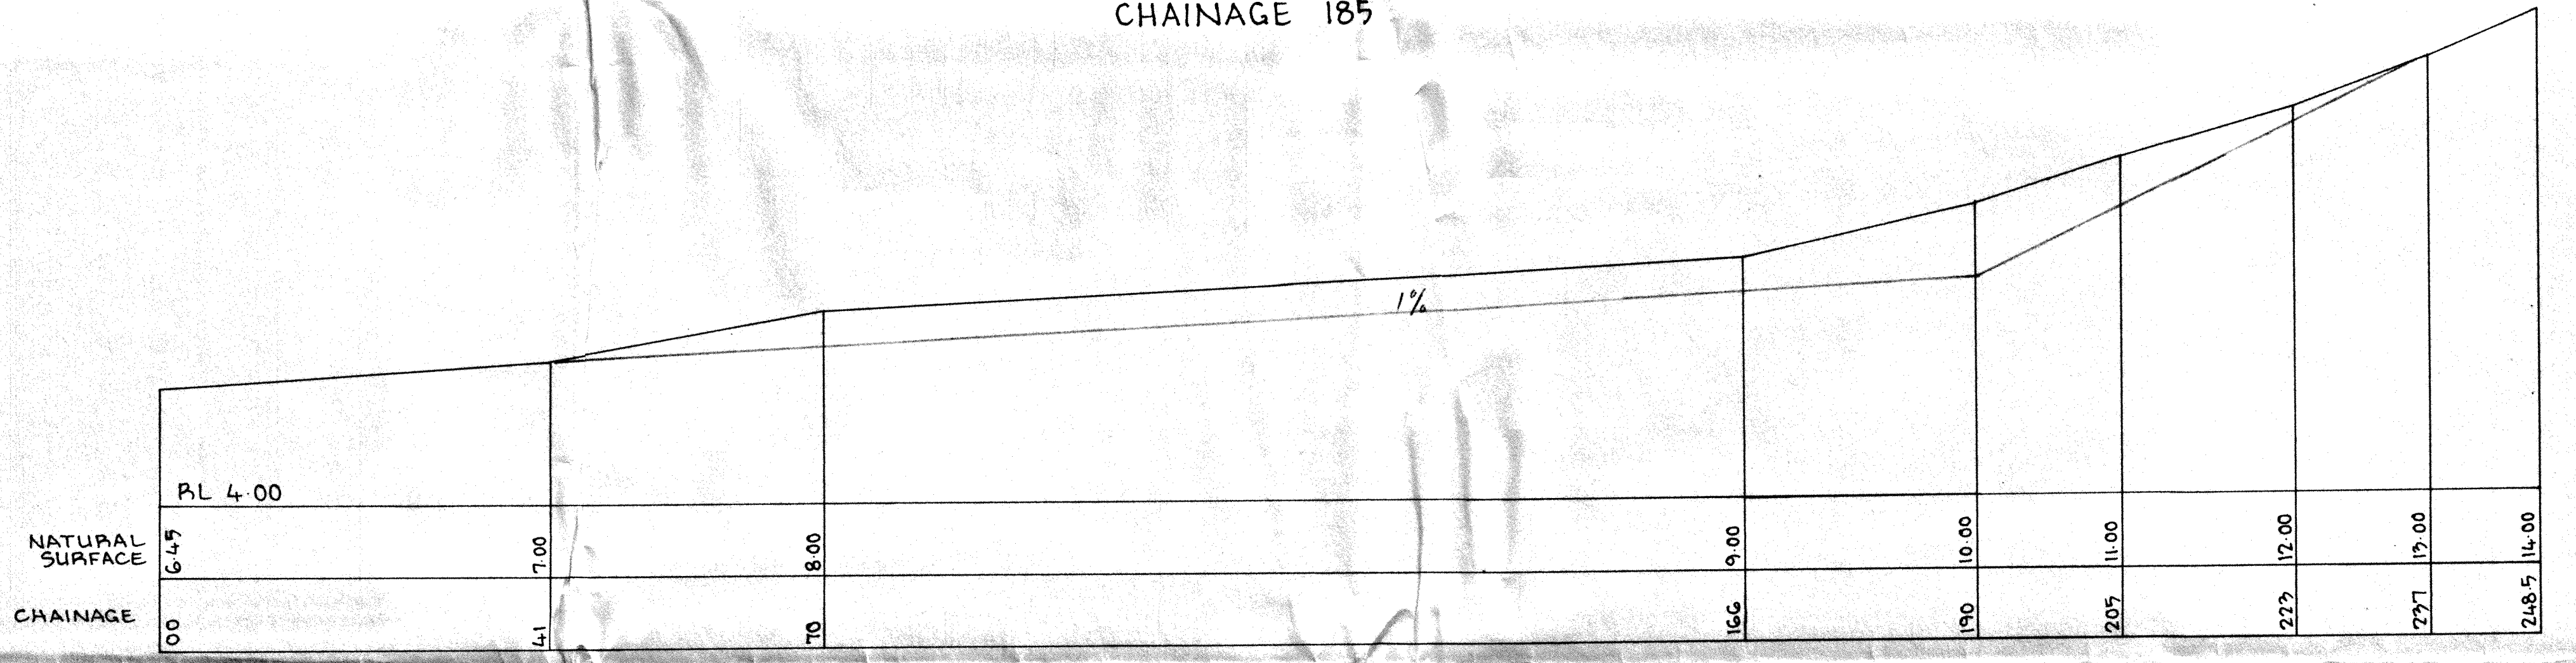 CHAINAGE 185
1%
RL 4.00
NATURAL SURFACE 6.45 7.00 8.00 9.00 10.00 11.00 12.00 13.00 14.00
CHAINAGE 00 41 70 166 190 205 223 237 248.5